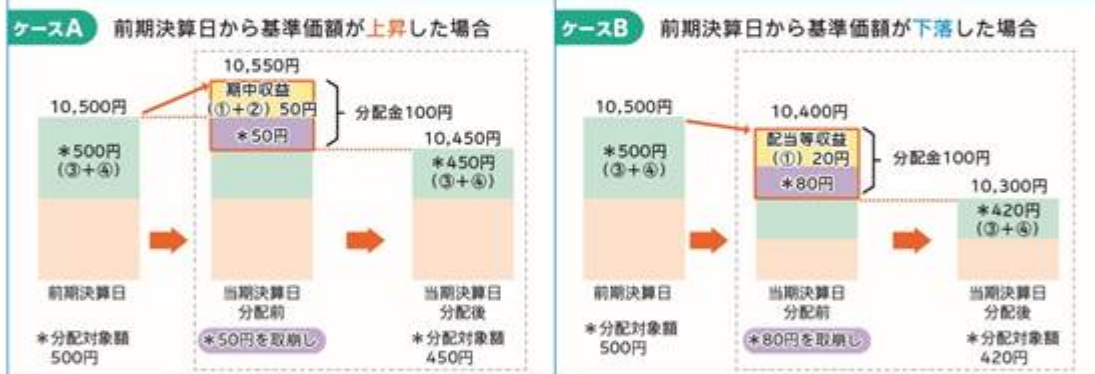 ケースA 前期決算日から基準価額が上昇した場合
10,550円
期中収益
(①+②) 50円
*50円
分配金100円
10,500円
*500円
(③+④)
10,450円
*450円
(③+④)
前期決算日
当期決算日
分配前
当期決算日
分配後
*分配対象額
500円
*50円を取崩し
*分配対象額
450円
ケースB 前期決算日から基準価額が下落した場合
10,500円
*500円
(③+④)
10,400円
配当等収益
(①) 20円
*80円
分配金100円
10,300円
*420円
(③+④)
前期決算日
当期決算日
分配前
当期決算日
分配後
*分配対象額
500円
*80円を取崩し
*分配対象額
420円